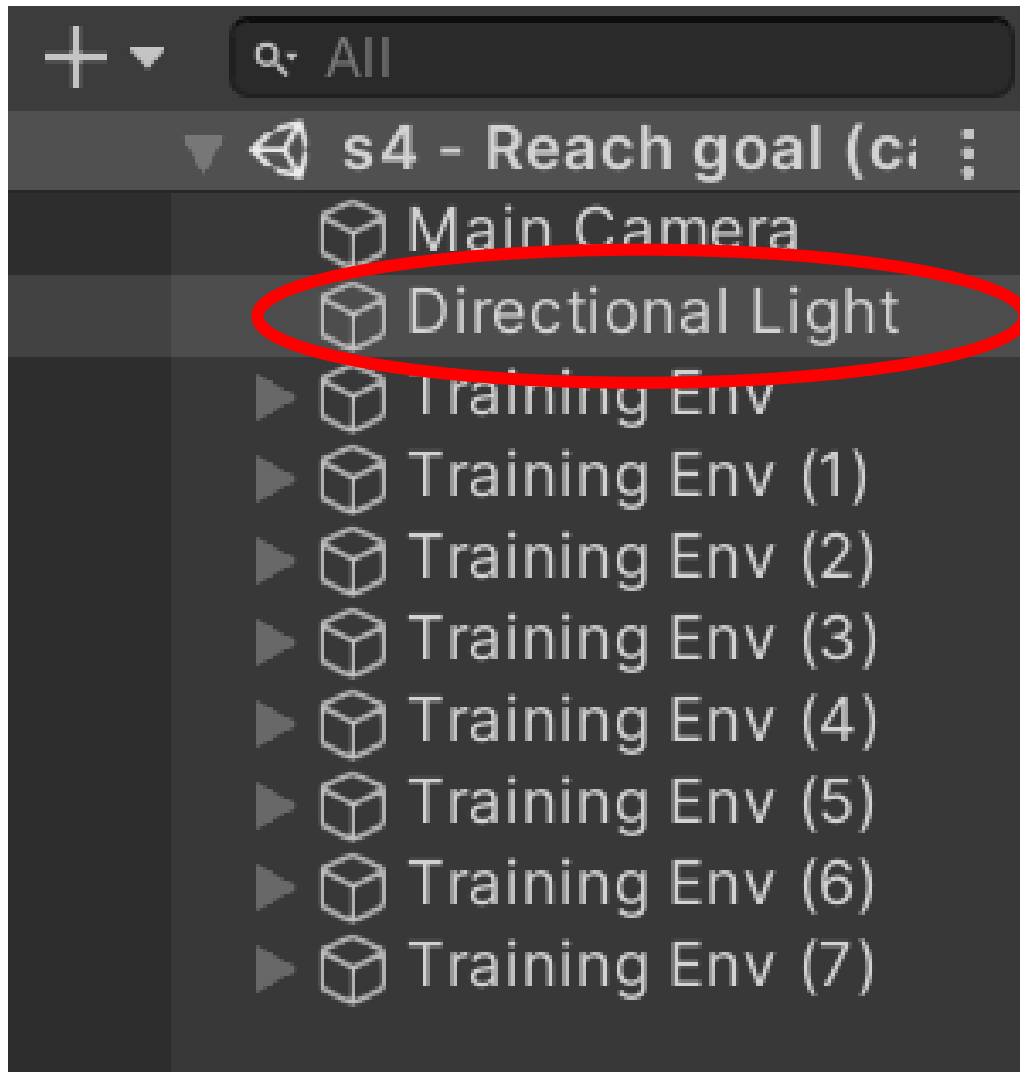 All
s4 - Reach goal (ca
Main Camera
Directional Light
Training Env
Training Env (1)
Training Env (2)
Training Env (3)
Training Env (4)
Training Env (5)
Training Env (6)
Training Env (7)